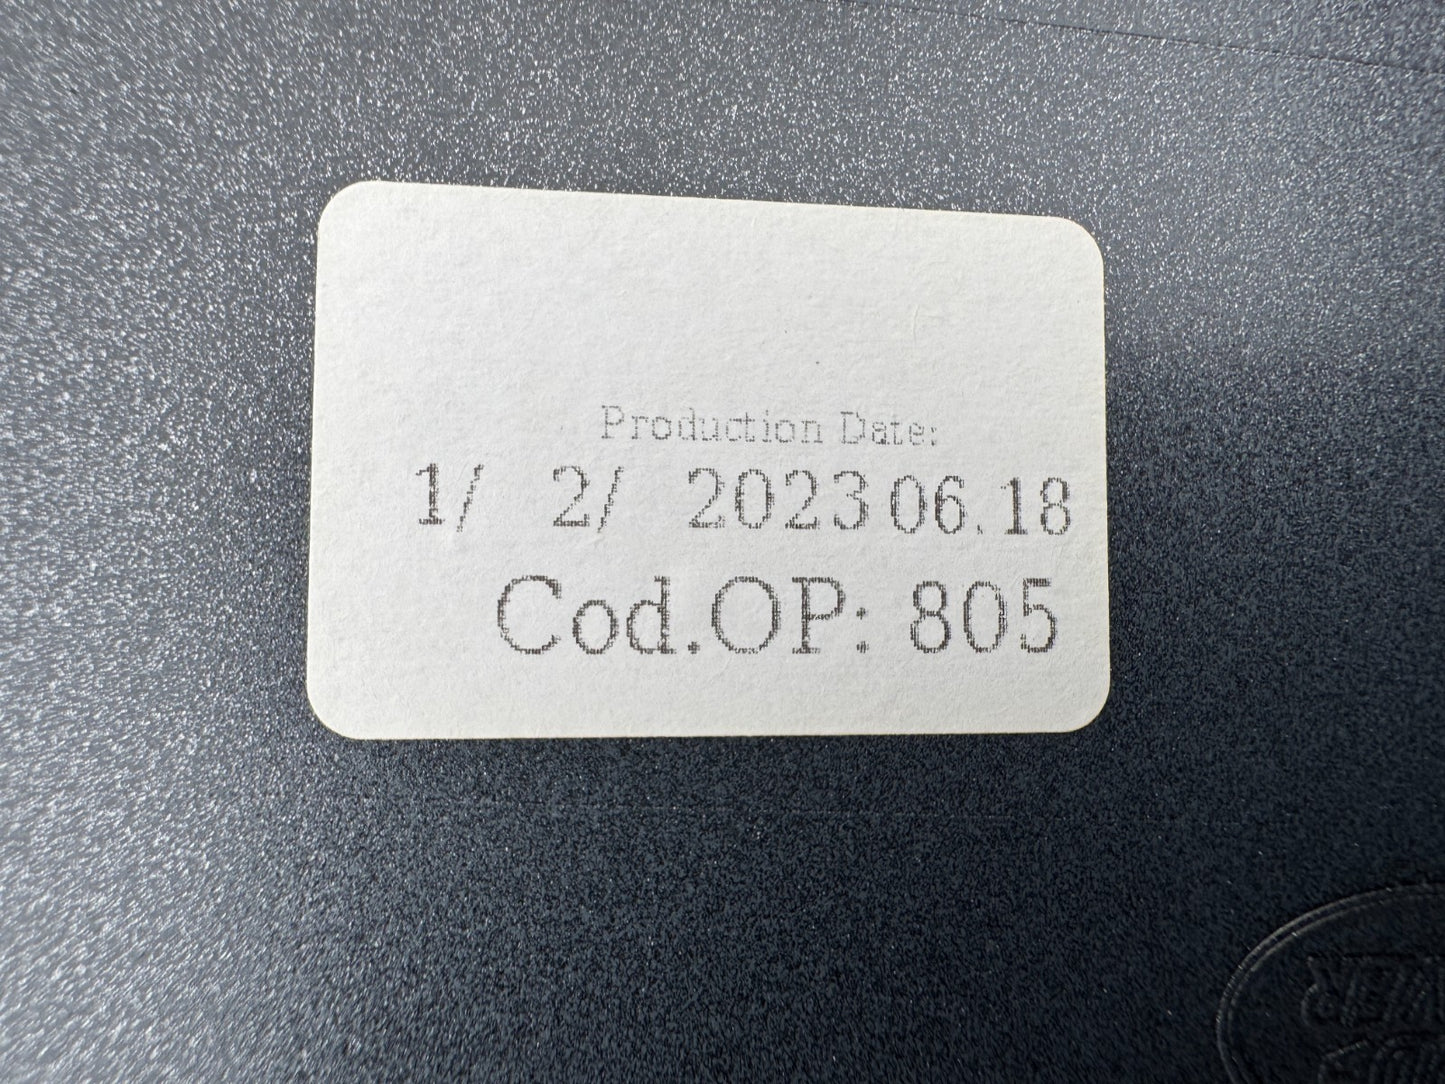 Production Date:
1/ 2/ 2023 06.18
Cod.OP: 805